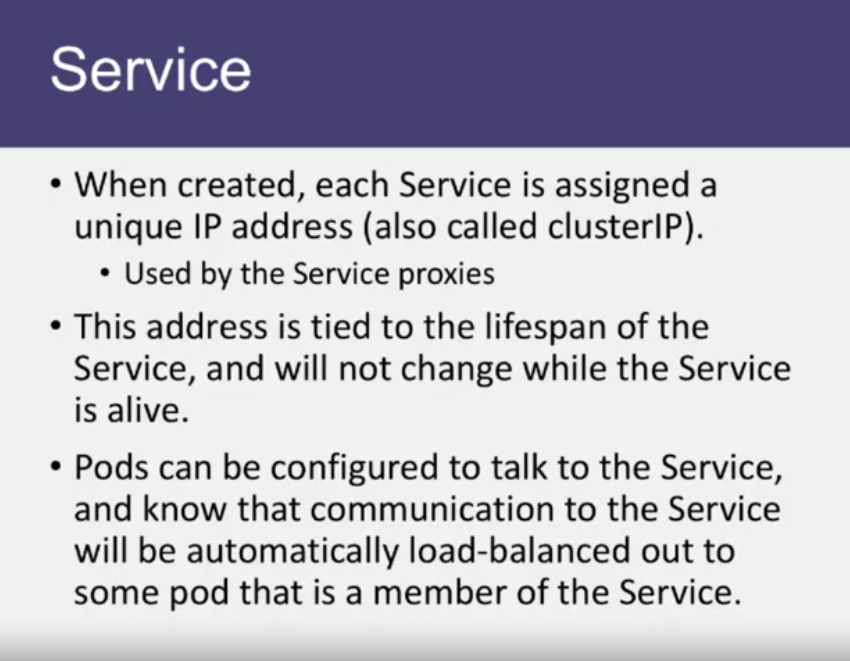 Service
• When created, each Service is assigned a
unique IP address (also called clusterIP).
• Used by the Service proxies
• This address is tied to the lifespan of the
Service, and will not change while the Service
is alive.
• Pods can be configured to talk to the Service,
and know that communication to the Service
will be automatically load-balanced out to
some pod that is a member of the Service.